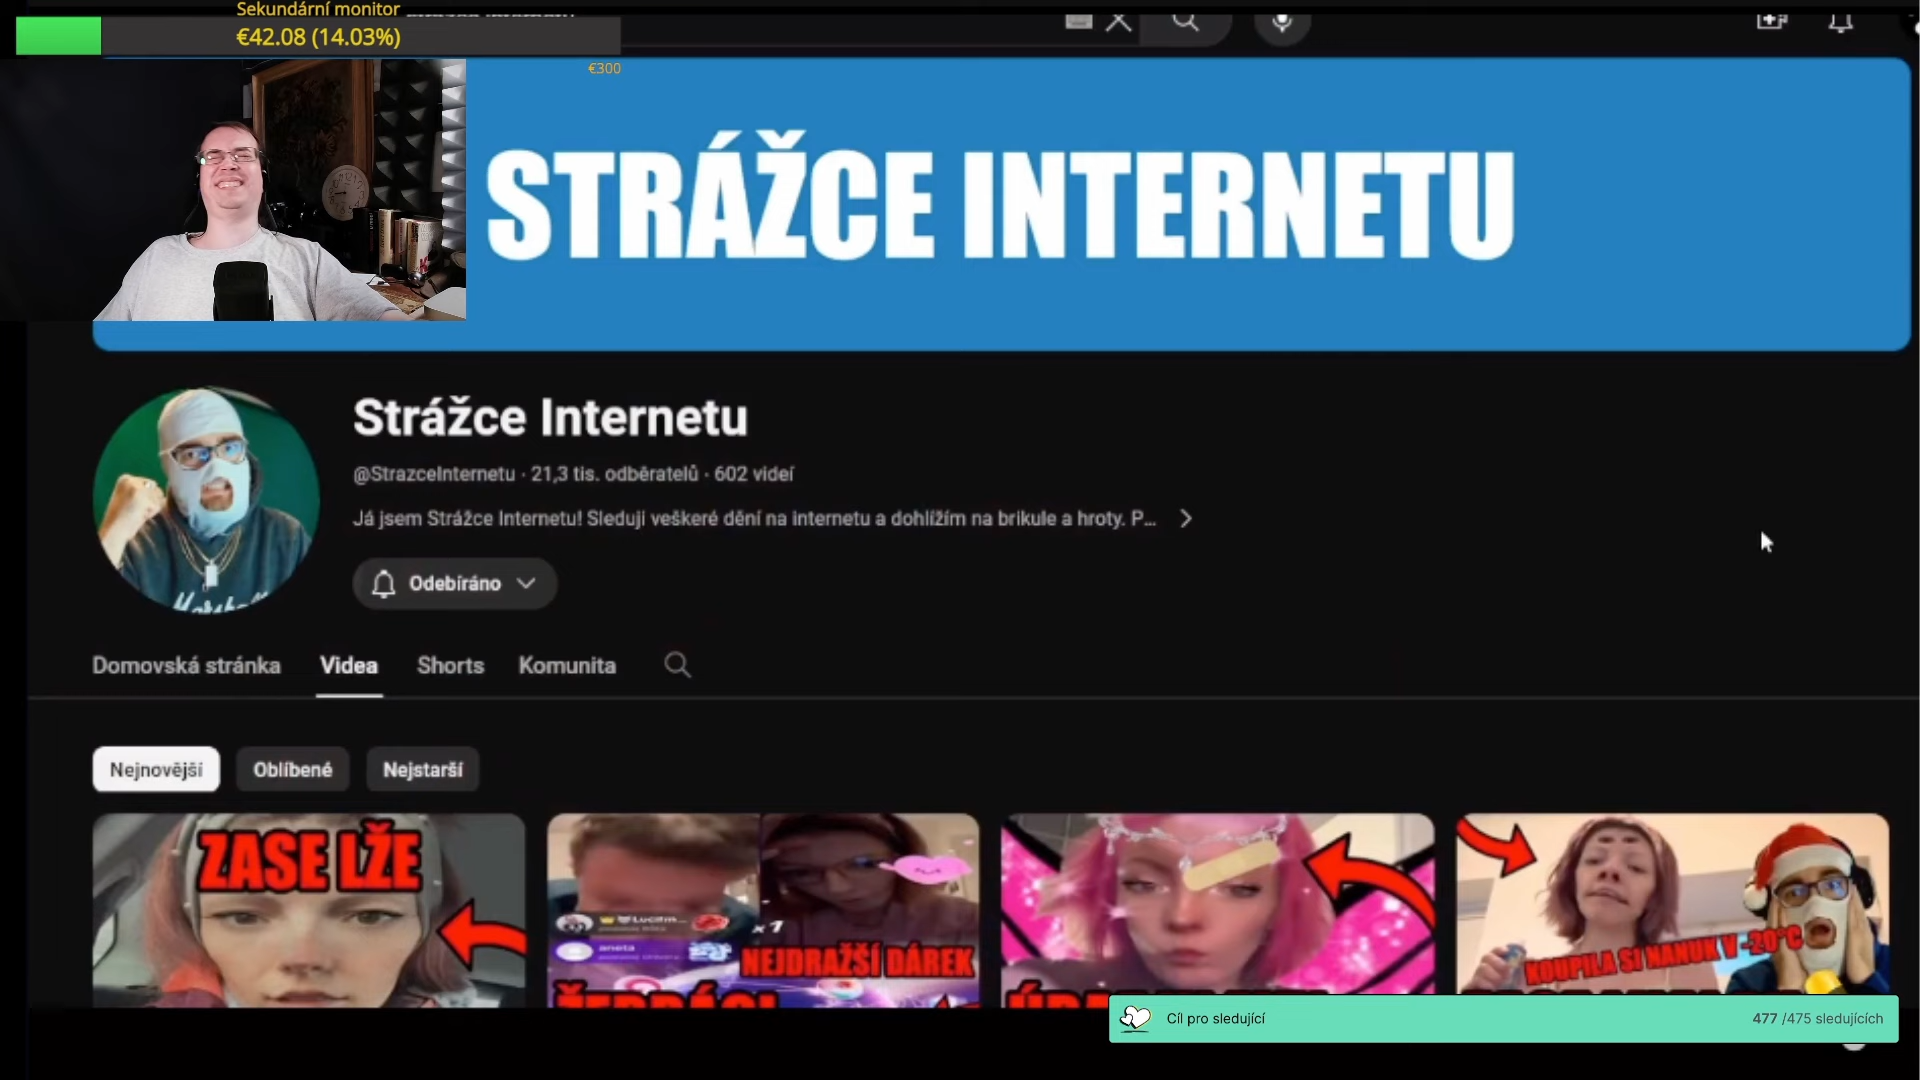 Sekundární monitor
€42.08 (14.03%)
€300
STRÁŽCE INTERNETU
Strážce Internetu
@StrazceInternetu · 21,3 tis. odběratelů · 602 videí
Já jsem Strážce Internetu! Sleduji veškeré dění na internetu a dohlížím na brikule a hroty. P...
Odebíráno
Domovská stránka Videa Shorts Komunita
Nejnovější Oblíbené Nejstarší
ZASE LŽE
aneta
x1
NEJDRAŽŠÍ DÁREK
KOUPILA SI NANUK V -20°C
Cíl pro sledující
477 /475 sledujících